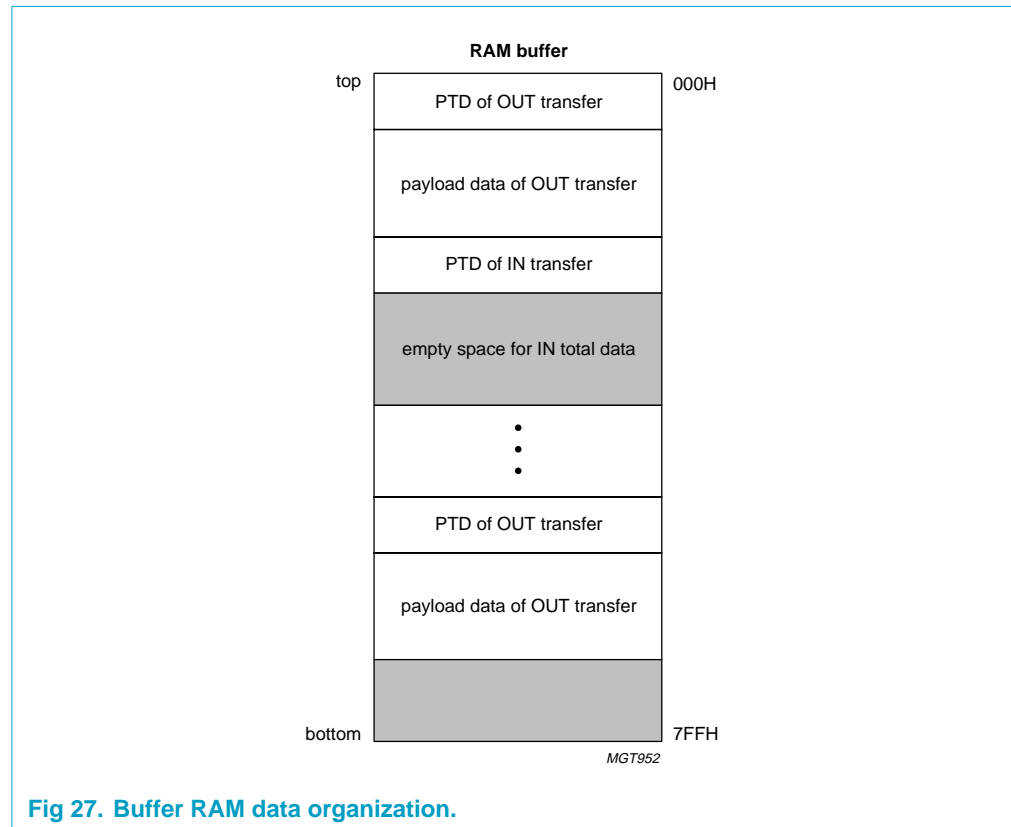 RAM buffer
top
000H
PTD of OUT transfer
payload data of OUT transfer
PTD of IN transfer
empty space for IN total data
PTD of OUT transfer
payload data of OUT transfer
bottom
7FFH
MGT952
Fig 27. Buffer RAM data organization.